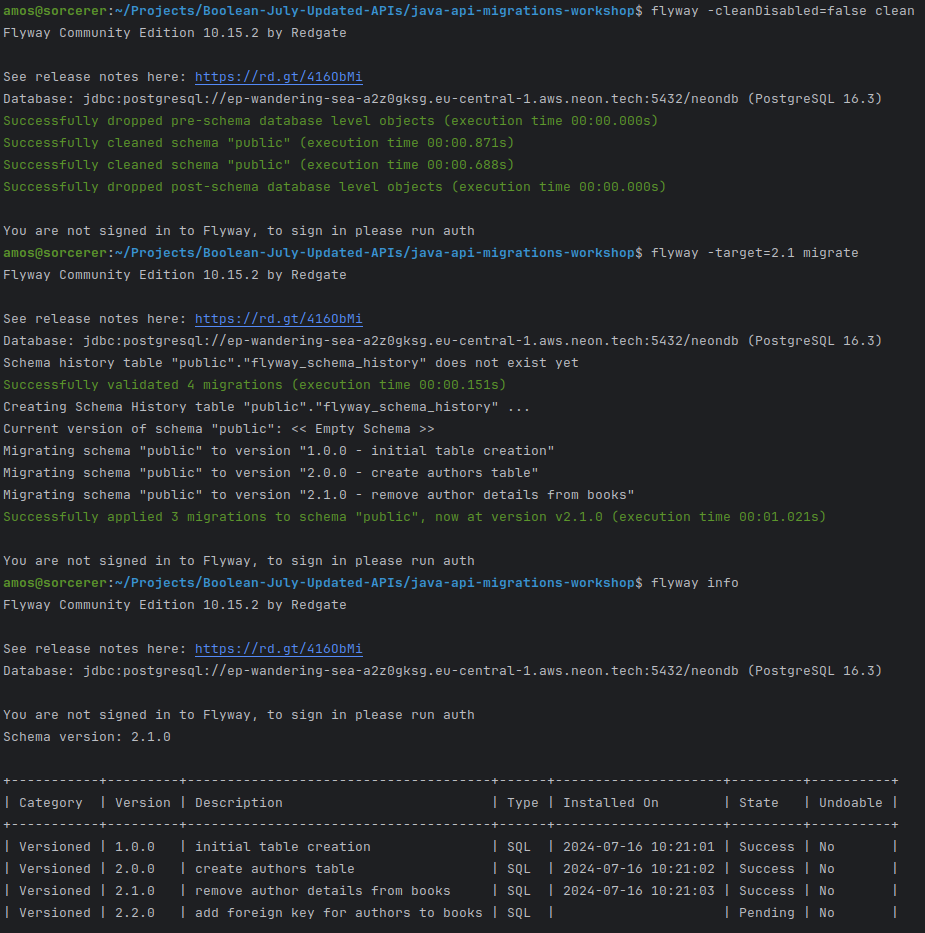 amos@sorcerer:~/Projects/Boolean-July-Updated-APIs/java-api-migrations-workshop$ flyway -cleanDisabled=false clean
Flyway Community Edition 10.15.2 by Redgate
See release notes here: https://rd.gt/416ObMi
Database: jdbc:postgresql://ep-wandering-sea-a2z0gksg.eu-central-1.aws.neon.tech:5432/neondb (PostgreSQL 16.3)
Successfully dropped pre-schema database level objects (execution time 00:00.000s)
Successfully cleaned schema "public" (execution time 00:00.871s)
Successfully cleaned schema "public" (execution time 00:00.688s)
Successfully dropped post-schema database level objects (execution time 00:00.000s)
You are not signed in to Flyway, to sign in please run auth
amos@sorcerer:~/Projects/Boolean-July-Updated-APIs/java-api-migrations-workshop$ flyway -target=2.1 migrate
Flyway Community Edition 10.15.2 by Redgate
See release notes here: https://rd.gt/416ObMi
Database: jdbc:postgresql://ep-wandering-sea-a2z0gksg.eu-central-1.aws.neon.tech:5432/neondb (PostgreSQL 16.3)
Schema history table "public"."flyway_schema_history" does not exist yet
Successfully validated 4 migrations (execution time 00:00.151s)
Creating Schema History table "public"."flyway_schema_history" ...
Current version of schema "public": << Empty Schema >>
Migrating schema "public" to version "1.0.0 - initial table creation"
Migrating schema "public" to version "2.0.0 - create authors table"
Migrating schema "public" to version "2.1.0 - remove author details from books"
Successfully applied 3 migrations to schema "public", now at version v2.1.0 (execution time 00:01.021s)
You are not signed in to Flyway, to sign in please run auth
amos@sorcerer:~/Projects/Boolean-July-Updated-APIs/java-api-migrations-workshop$ flyway info
Flyway Community Edition 10.15.2 by Redgate
See release notes here: https://rd.gt/416ObMi
Database: jdbc:postgresql://ep-wandering-sea-a2z0gksg.eu-central-1.aws.neon.tech:5432/neondb (PostgreSQL 16.3)
You are not signed in to Flyway, to sign in please run auth
Schema version: 2.1.0
+-----------+---------+--------------------------------------+------+---------------------+---------+----------+
| Category  | Version | Description                          | Type | Installed On        | State   | Undoable |
+-----------+---------+--------------------------------------+------+---------------------+---------+----------+
| Versioned | 1.0.0   | initial table creation               | SQL  | 2024-07-16 10:21:01 | Success | No       |
| Versioned | 2.0.0   | create authors table                 | SQL  | 2024-07-16 10:21:02 | Success | No       |
| Versioned | 2.1.0   | remove author details from books     | SQL  | 2024-07-16 10:21:03 | Success | No       |
| Versioned | 2.2.0   | add foreign key for authors to books | SQL  |                     | Pending | No       |